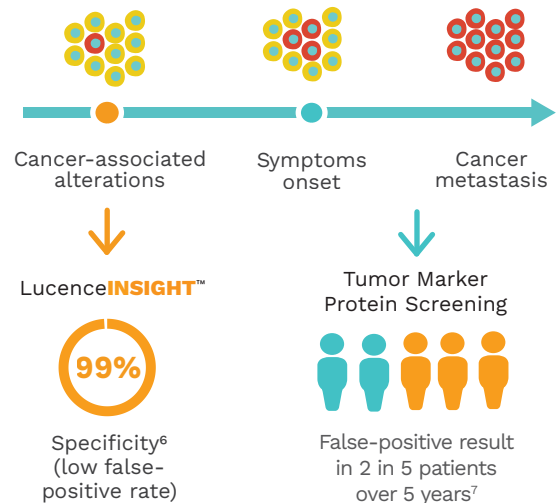 Cancer-associated
alterations
Symptoms
onset
Cancer
metastasis
LucenceINSIGHT™
99%
Specificity⁶
(low false-
positive rate)
Tumor Marker
Protein Screening
False-positive result
in 2 in 5 patients
over 5 years⁷